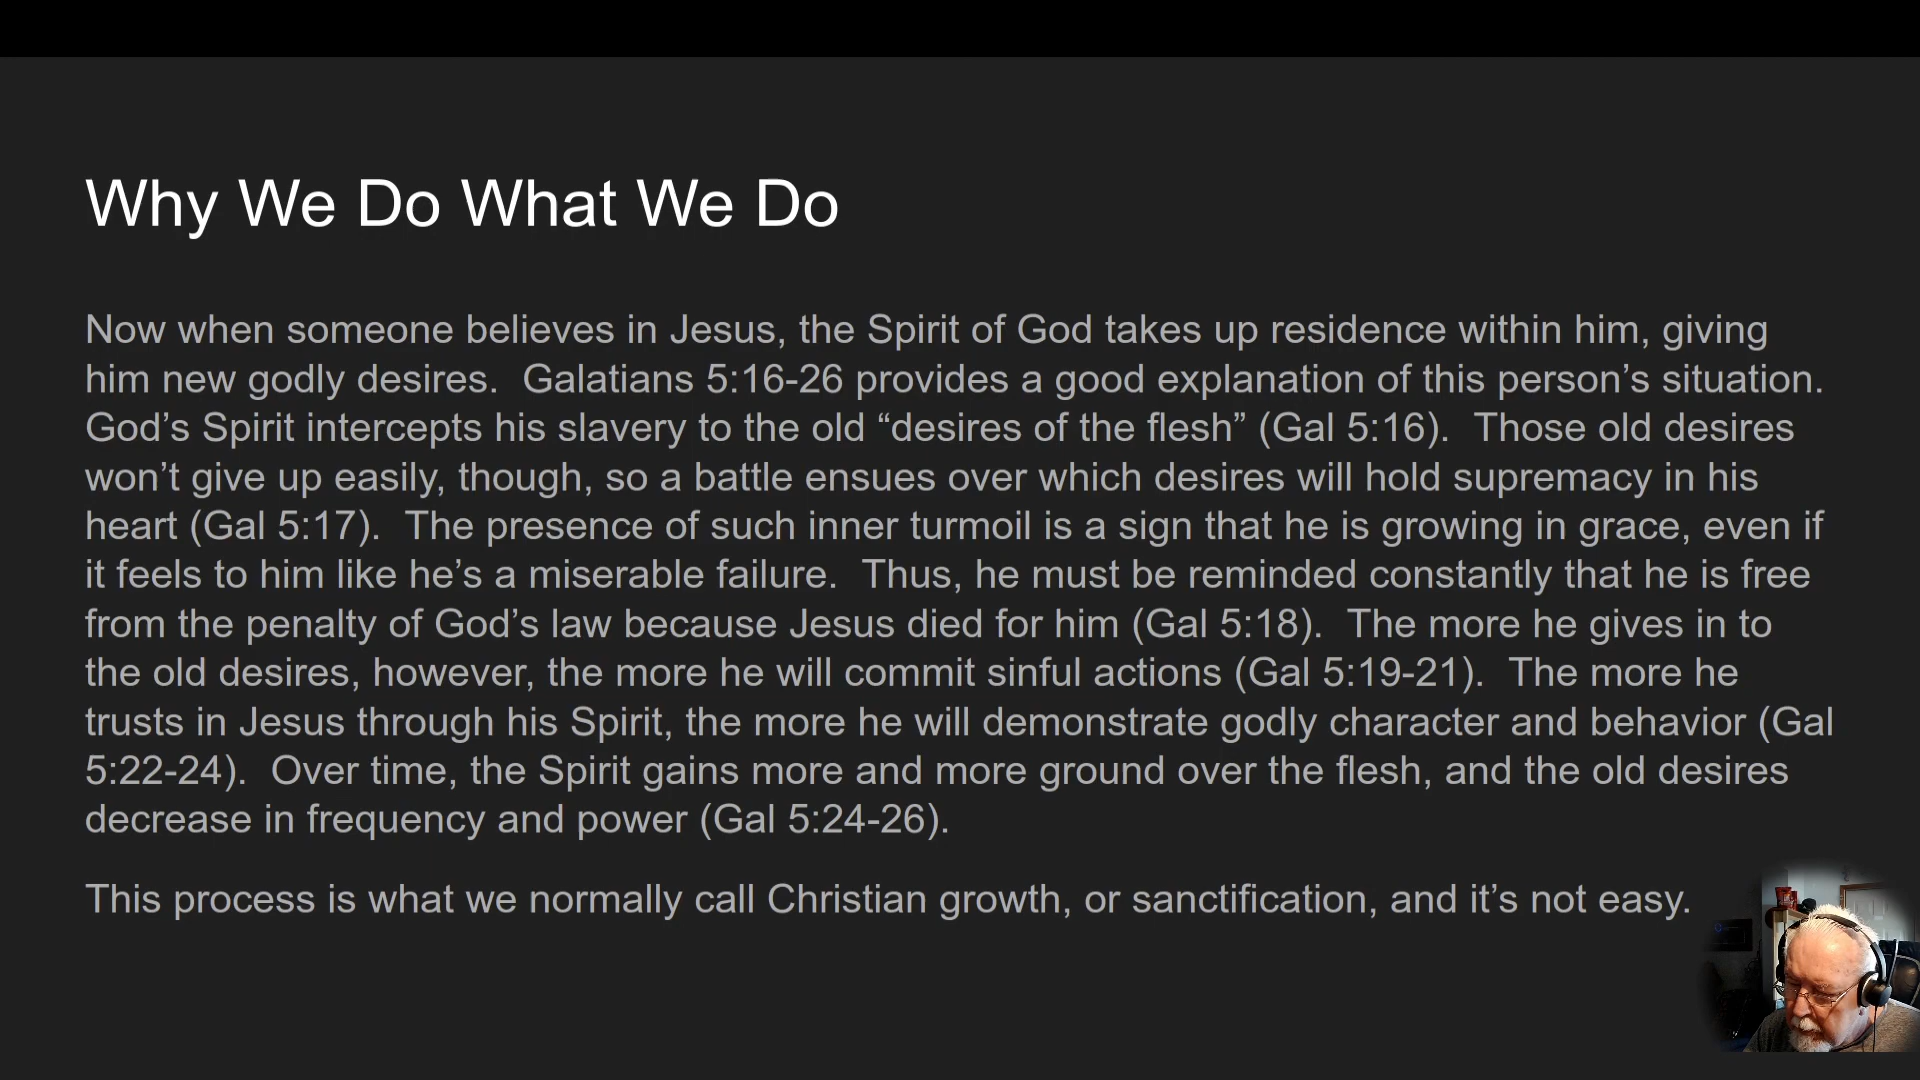 Why We Do What We Do
Now when someone believes in Jesus, the Spirit of God takes up residence within him, giving
him new godly desires.  Galatians 5:16-26 provides a good explanation of this person’s situation.
God’s Spirit intercepts his slavery to the old “desires of the flesh” (Gal 5:16).  Those old desires
won’t give up easily, though, so a battle ensues over which desires will hold supremacy in his
heart (Gal 5:17).  The presence of such inner turmoil is a sign that he is growing in grace, even if
it feels to him like he’s a miserable failure.  Thus, he must be reminded constantly that he is free
from the penalty of God’s law because Jesus died for him (Gal 5:18).  The more he gives in to
the old desires, however, the more he will commit sinful actions (Gal 5:19-21).  The more he
trusts in Jesus through his Spirit, the more he will demonstrate godly character and behavior (Gal
5:22-24).  Over time, the Spirit gains more and more ground over the flesh, and the old desires
decrease in frequency and power (Gal 5:24-26).
This process is what we normally call Christian growth, or sanctification, and it’s not easy.